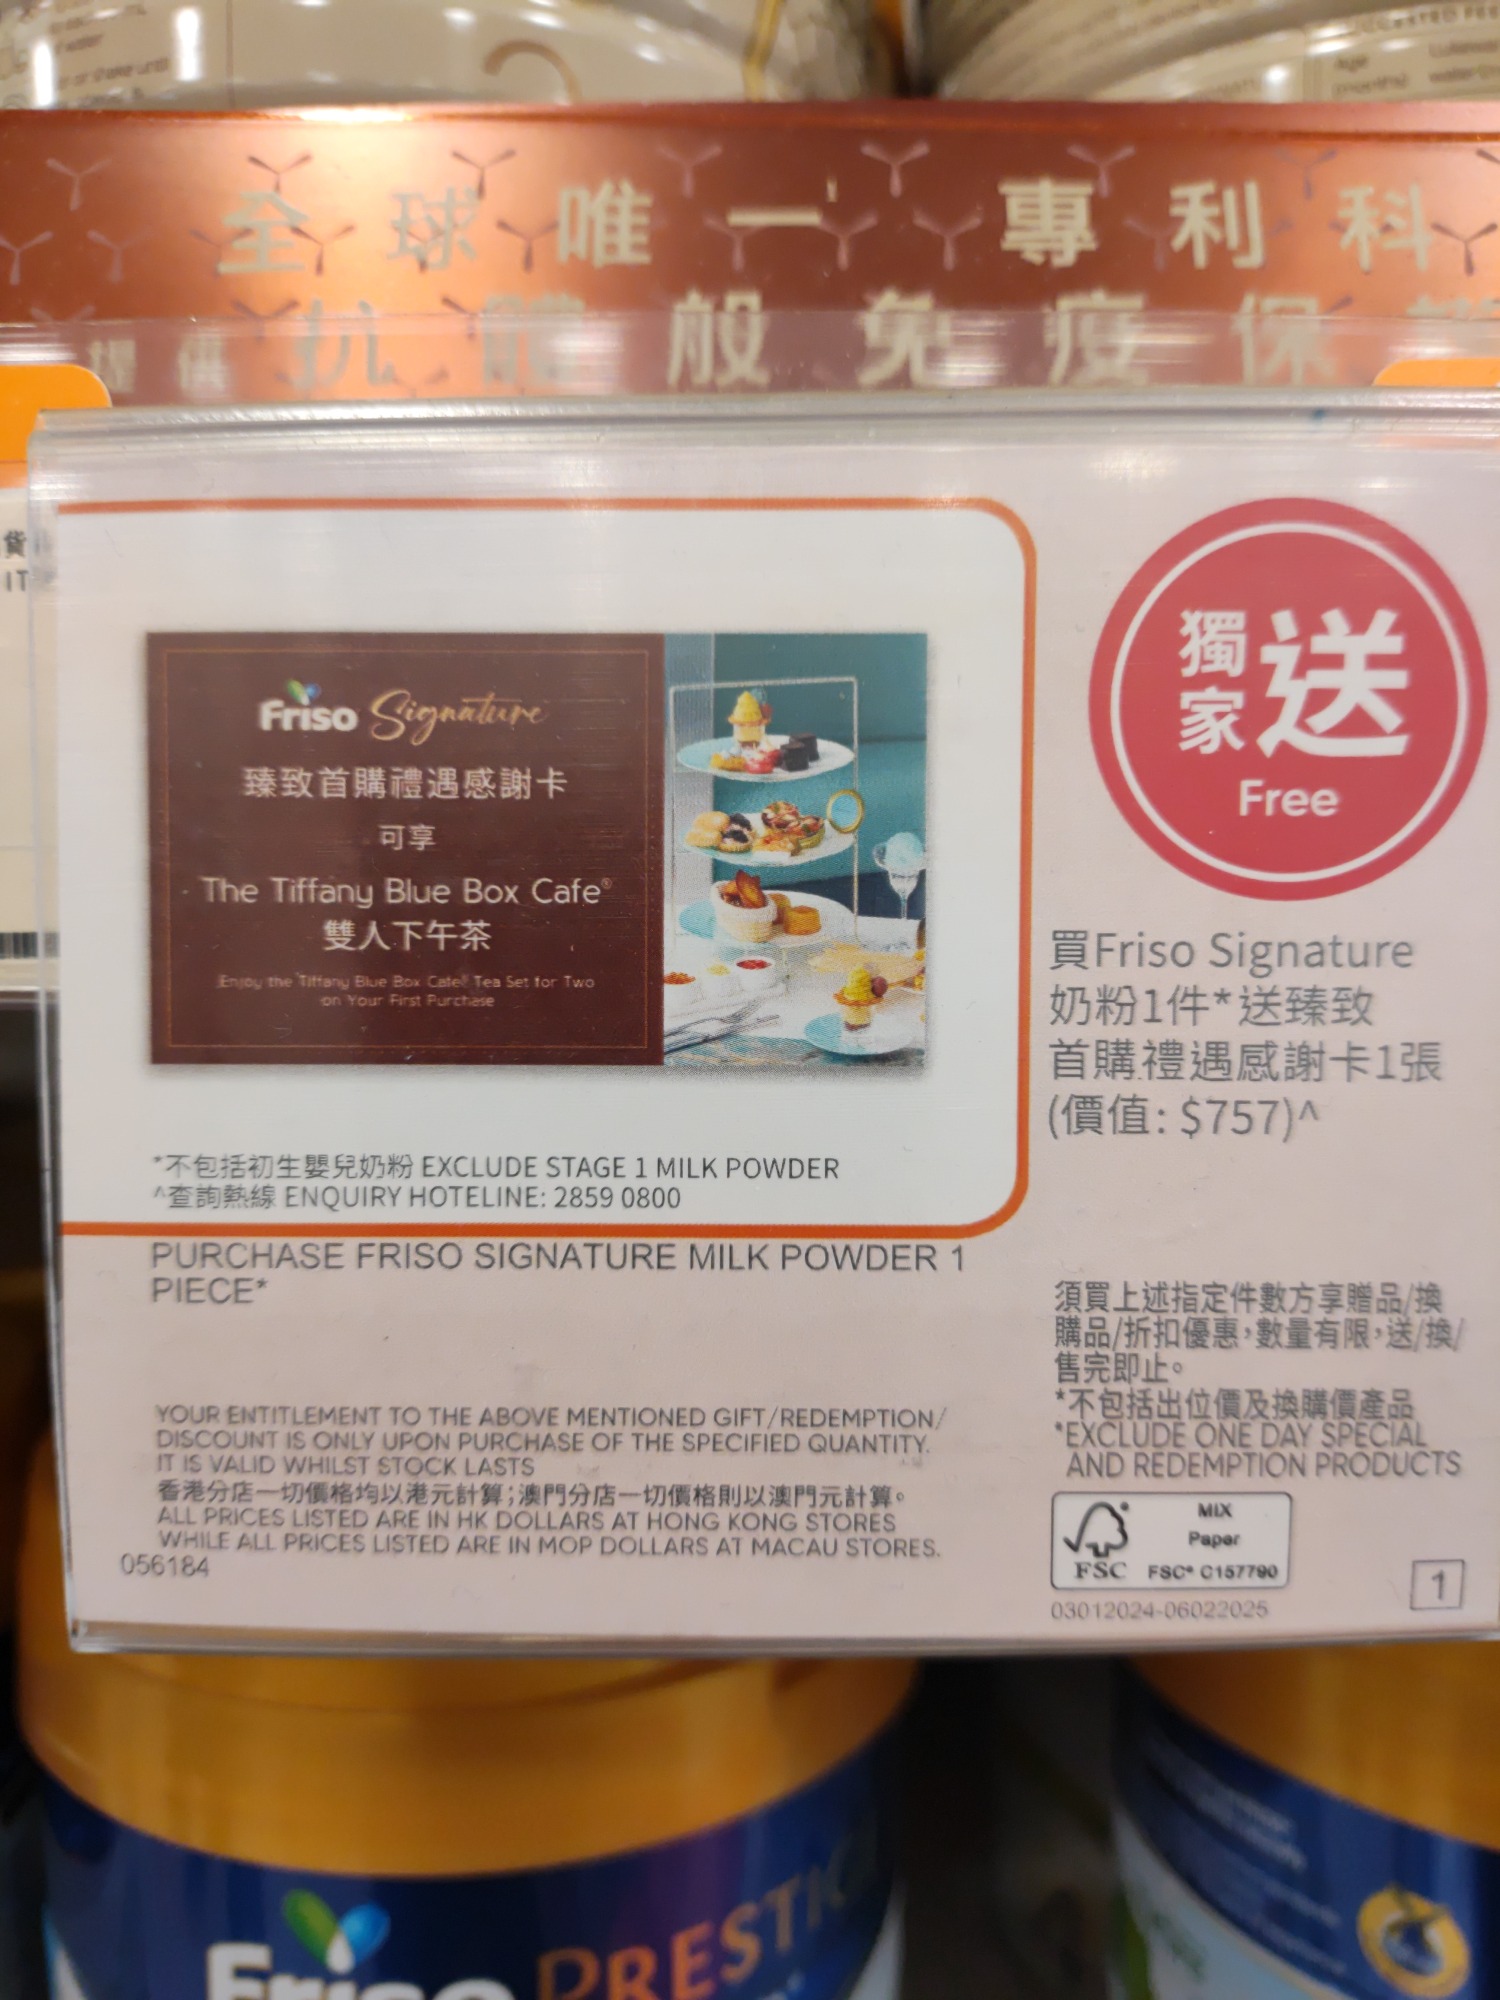 全球唯一 專利科
提供 抗體般免疫保
貨
IT
Friso Signature
臻致首購禮遇感謝卡
可享
The Tiffany Blue Box Cafe®
雙人下午茶
Enjoy the Tiffany Blue Box Cafe® Tea Set for Two
on Your First Purchase
*不包括初生嬰兒奶粉 EXCLUDE STAGE 1 MILK POWDER
^查詢熱線 ENQUIRY HOTELINE: 2859 0800
PURCHASE FRISO SIGNATURE MILK POWDER 1
PIECE*
YOUR ENTITLEMENT TO THE ABOVE MENTIONED GIFT/REDEMPTION/
DISCOUNT IS ONLY UPON PURCHASE OF THE SPECIFIED QUANTITY.
IT IS VALID WHILST STOCK LASTS
香港分店一切價格均以港元計算；澳門分店一切價格則以澳門元計算。
ALL PRICES LISTED ARE IN HK DOLLARS AT HONG KONG STORES
WHILE ALL PRICES LISTED ARE IN MOP DOLLARS AT MACAU STORES.
056184
獨家送
Free
買Friso Signature
奶粉1件*送臻致
首購禮遇感謝卡1張
(價值: $757)^
須買上述指定件數方享贈品/換
購品/折扣優惠，數量有限，送/換/
售完即止。
*不包括出位價及換購價產品
*EXCLUDE ONE DAY SPECIAL
AND REDEMPTION PRODUCTS
FSC
MIX
Paper
FSC® C157790
03012024-06022025
1
Friso PRESTIG